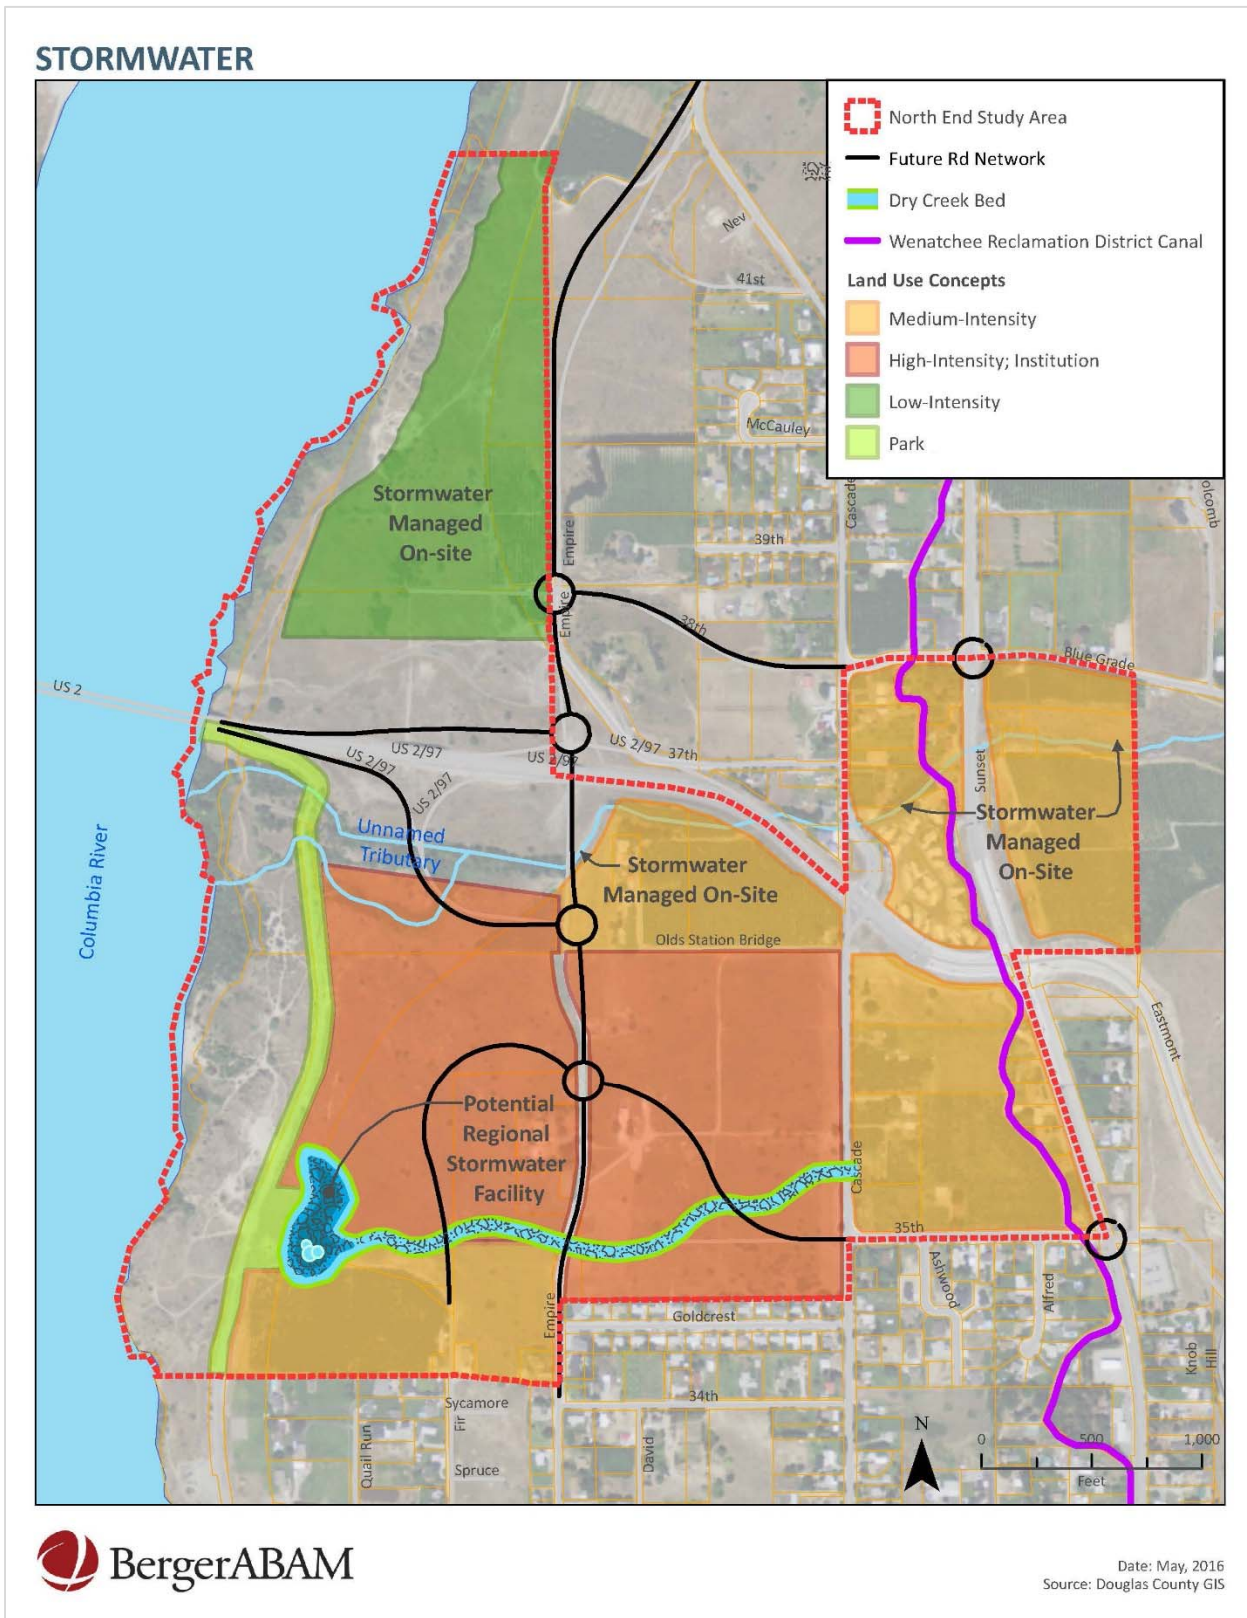 STORMWATER
North End Study Area
Future Rd Network
Dry Creek Bed
Wenatchee Reclamation District Canal
Land Use Concepts
Medium-Intensity
High-Intensity; Institution
Low-Intensity
Park
Nev
41st
McCauley
Cascade
olcomb
39th
Empire
Empire
38th
Stormwater
Managed
On-site
Blue Grade
US 2
US 2/97
US 2/97
US 2/97
US 2/97
US 2/97
37th
Sunset
Stormwater
Managed
On-Site
Unnamed
Tributary
Stormwater
Managed On-Site
Columbia River
Olds Station Bridge
Eastmont
Potential
Regional
Stormwater
Facility
Cascade
35th
Ashwood
Alfred
Empire
Goldcrest
Knob
Hill
34th
Sycamore
Fir
Quail Run
Spruce
David
N
0
500
1,000
Feet
BergerABAM
Date: May, 2016
Source: Douglas County GIS